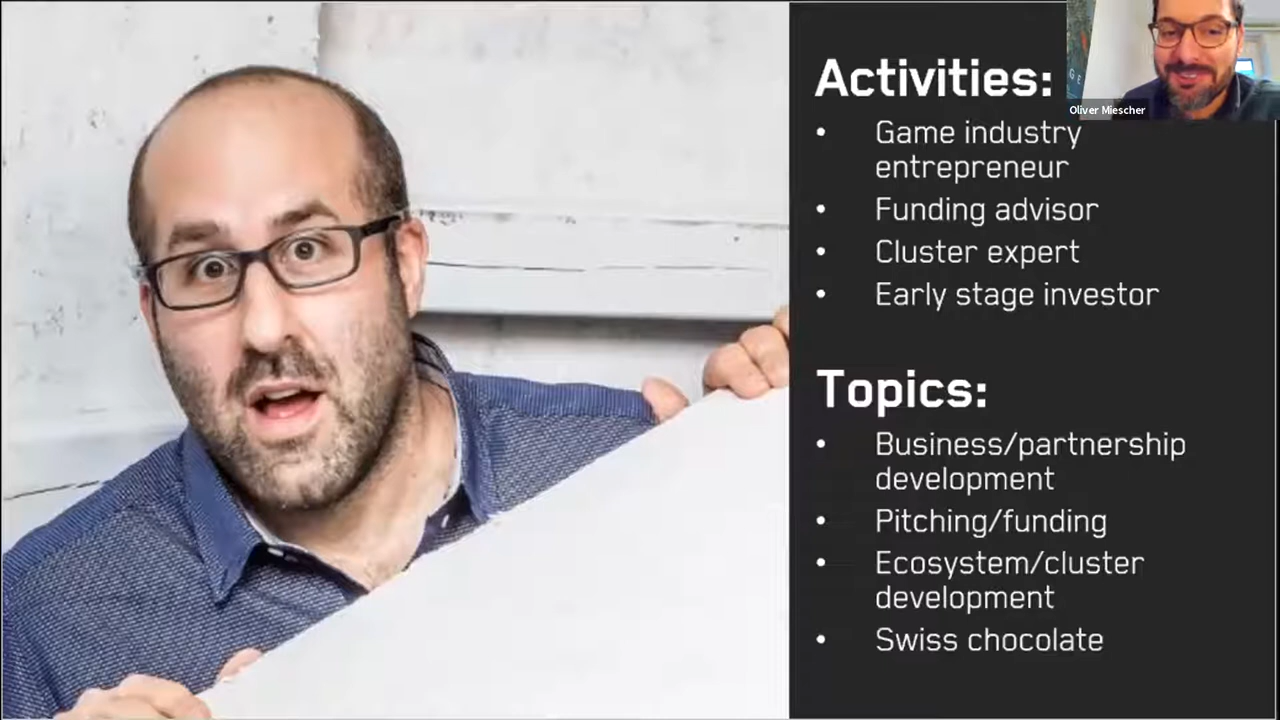 Activities:
• Game industry
entrepreneur
• Funding advisor
• Cluster expert
• Early stage investor
Topics:
• Business/partnership
development
• Pitching/funding
• Ecosystem/cluster
development
• Swiss chocolate
Oliver Miescher